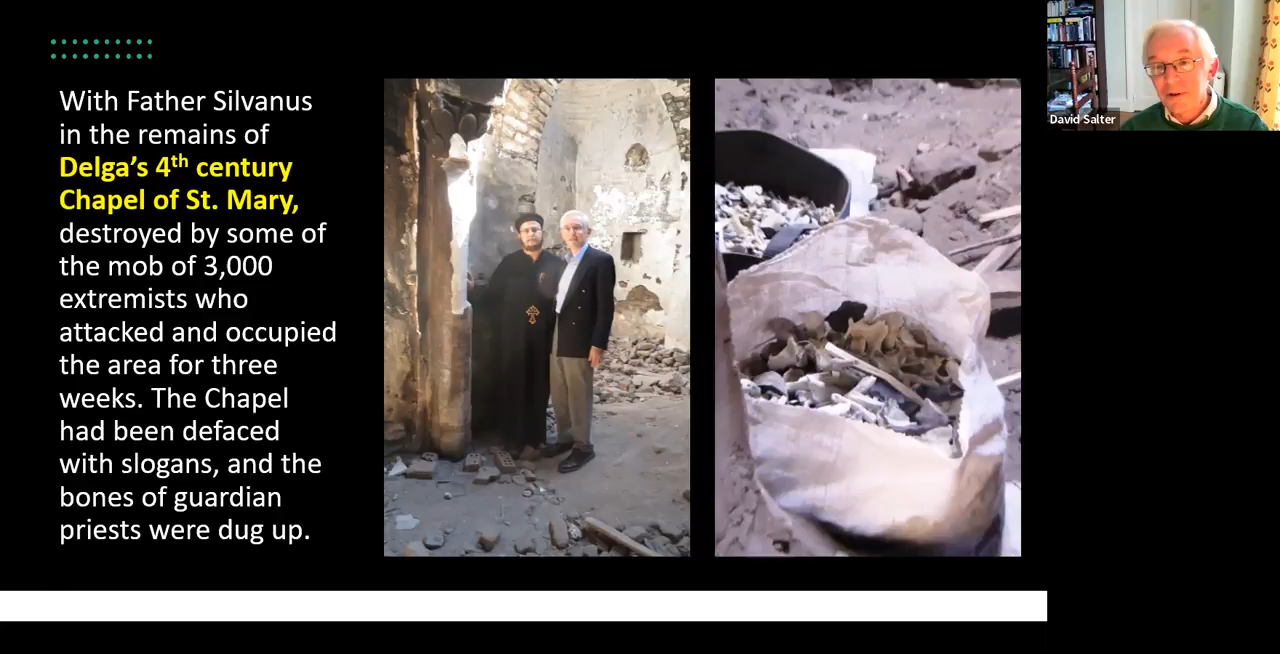 With Father Silvanus
in the remains of
Delga’s 4th century
Chapel of St. Mary,
destroyed by some of
the mob of 3,000
extremists who
attacked and occupied
the area for three
weeks. The Chapel
had been defaced
with slogans, and the
bones of guardian
priests were dug up.
David Salter